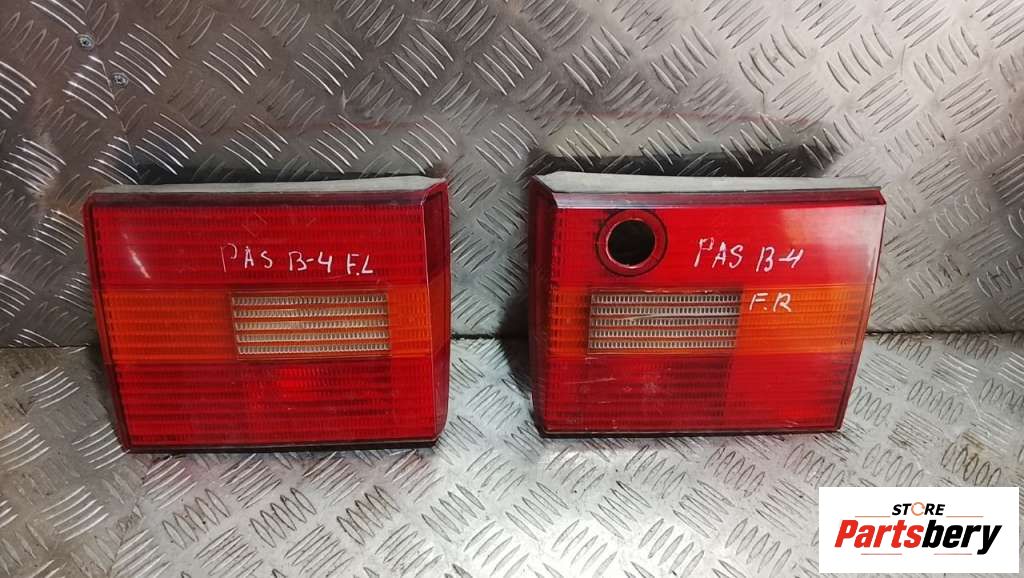 PAS B-4 F.L
PAS B-4
F.R
STORE
Partsbery